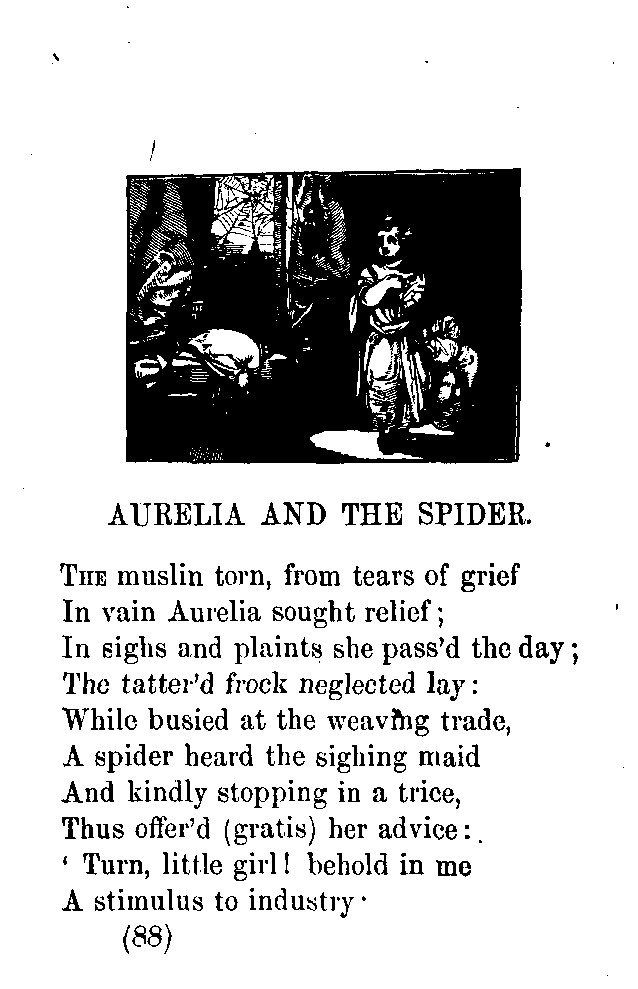 AURELIA AND THE SPIDER.
THE muslin torn, from tears of grief
In vain Aurelia sought relief;
In sighs and plaints she pass'd the day;
The tatter'd frock neglected lay:
While busied at the weaving trade,
A spider heard the sighing maid
And kindly stopping in a trice,
Thus offer'd (gratis) her advice:
‘ Turn, little girl! behold in me
A stimulus to industry·
(88)